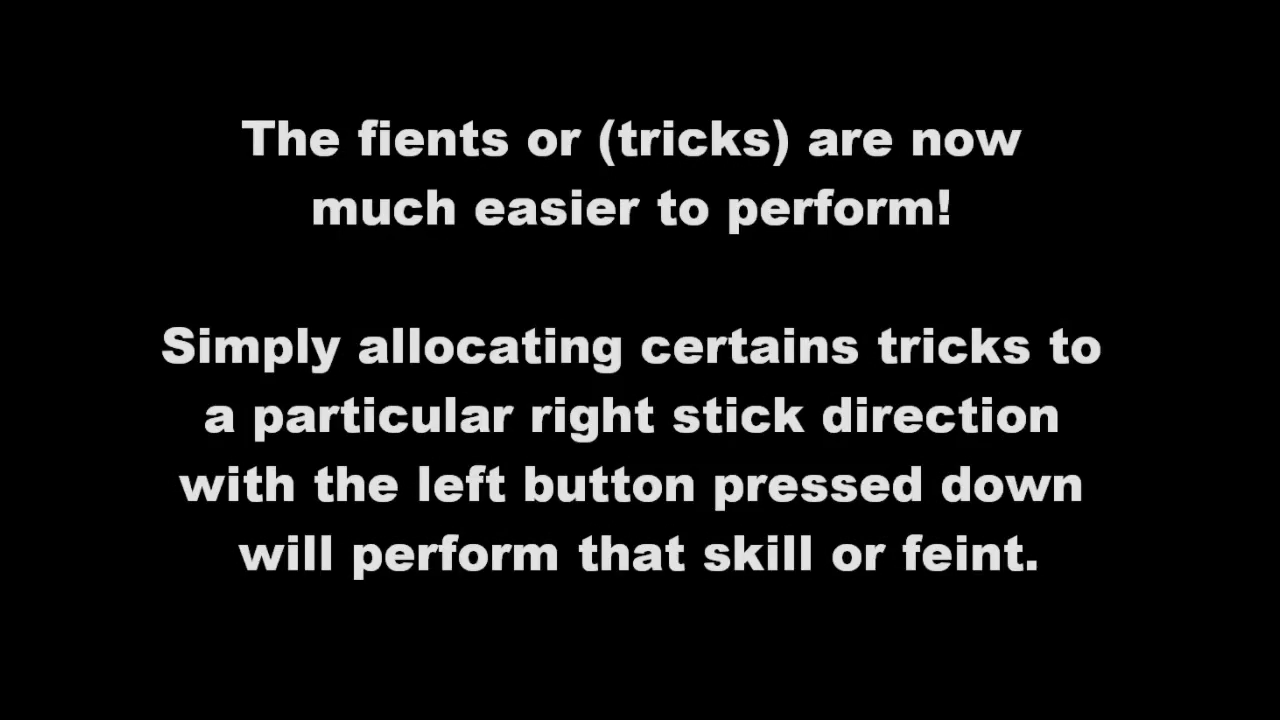 The fients or (tricks) are now
much easier to perform!
Simply allocating certains tricks to
a particular right stick direction
with the left button pressed down
will perform that skill or feint.